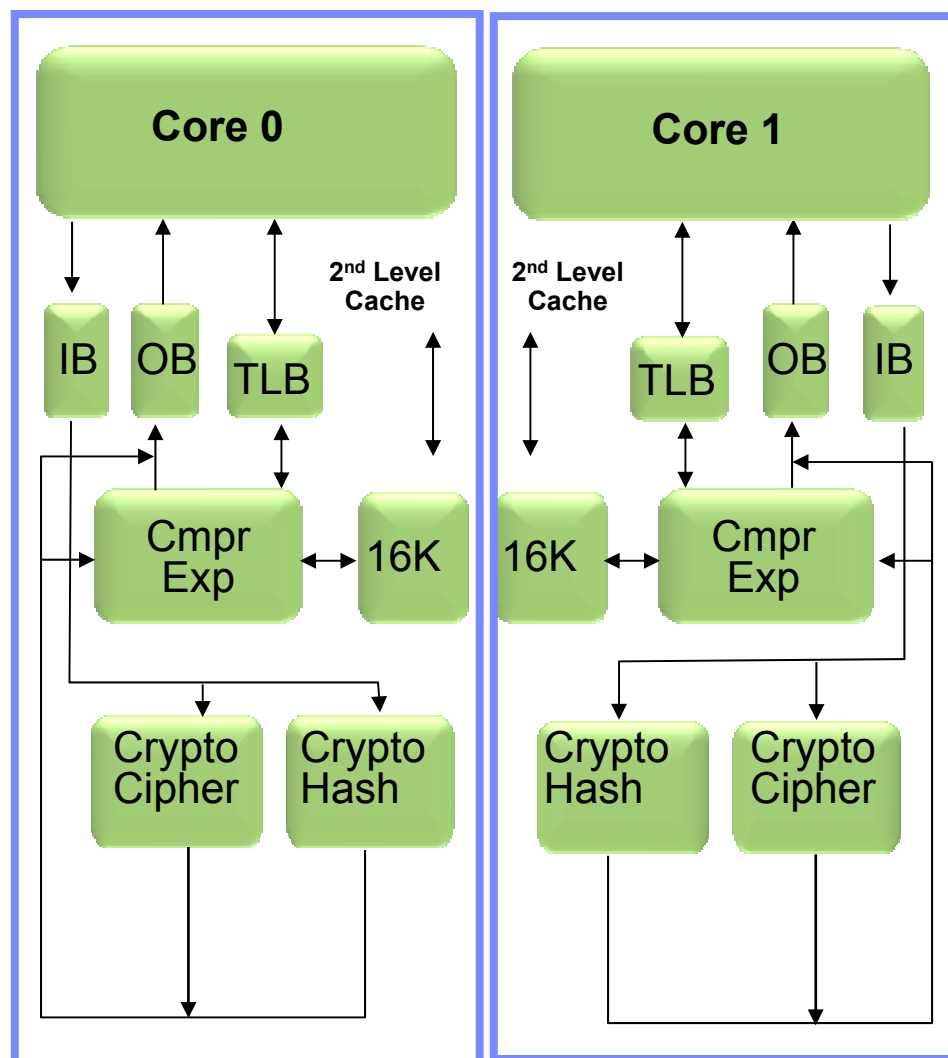 Core 0
2nd Level
Cache
IB
OB
TLB
Cmpr
Exp
16K
Crypto
Cipher
Crypto
Hash
Core 1
2nd Level
Cache
TLB
OB
IB
16K
Cmpr
Exp
Crypto
Hash
Crypto
Cipher